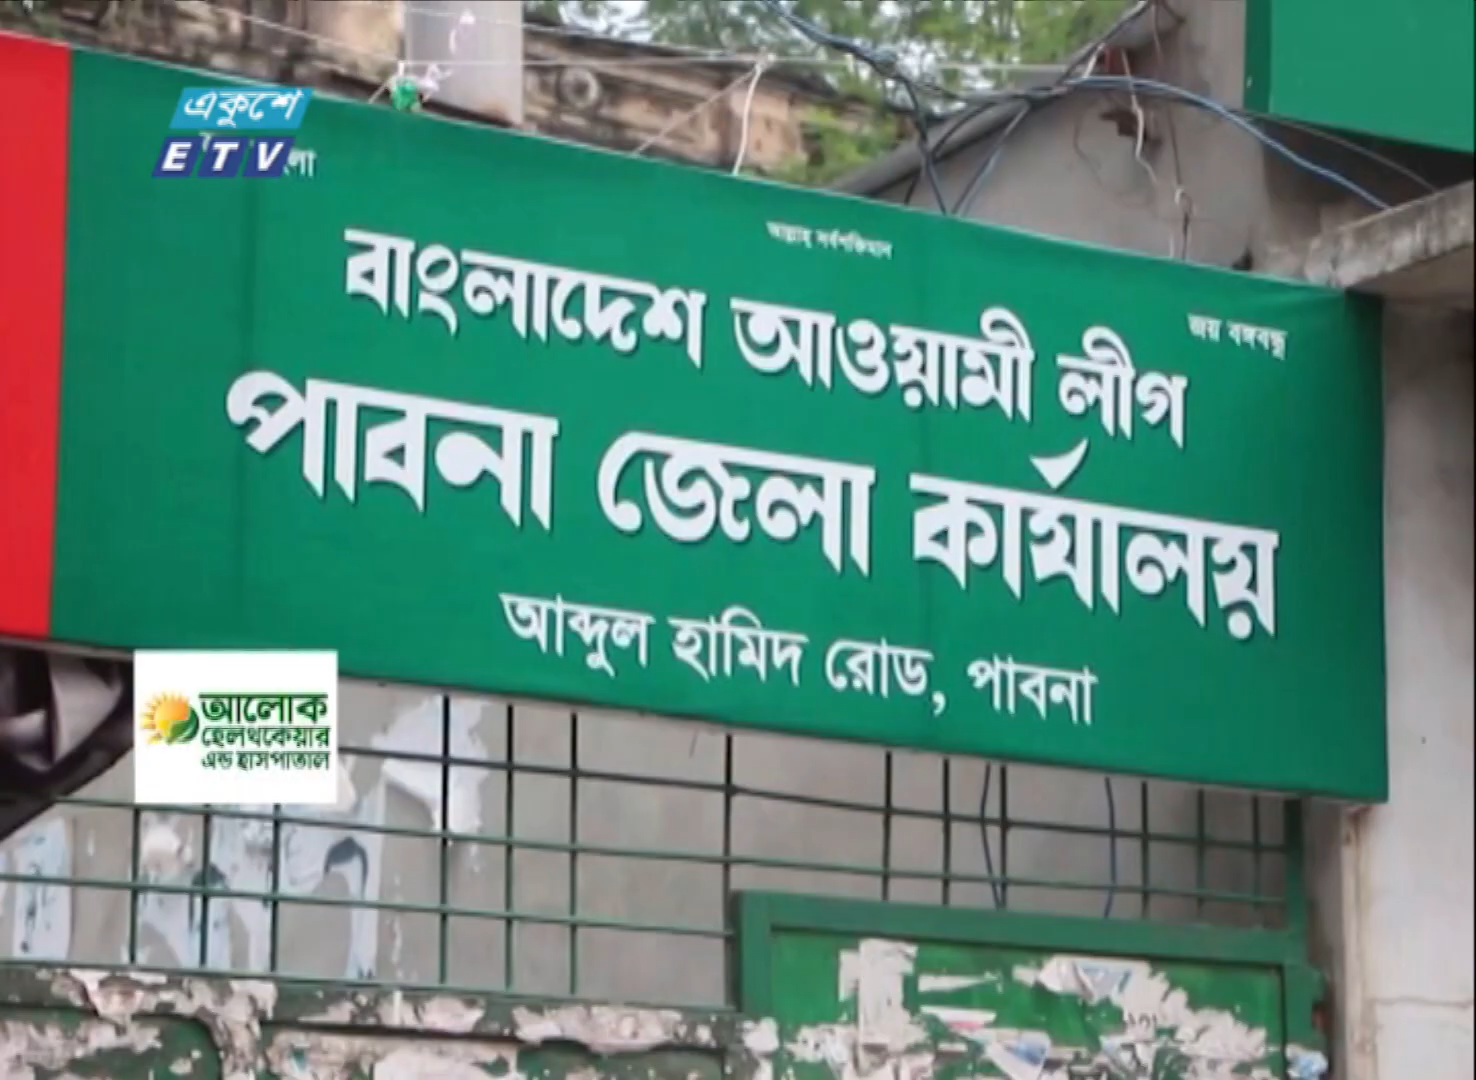 একুশে
ETV
আল্লাহ্ সর্বশক্তিমান
জয় বঙ্গবন্ধু
বাংলাদেশ আওয়ামী লীগ
পাবনা জেলা কার্যালয়
আব্দুল হামিদ রোড, পাবনা
আলোক
হেলথকেয়ার
এন্ড হাসপাতাল